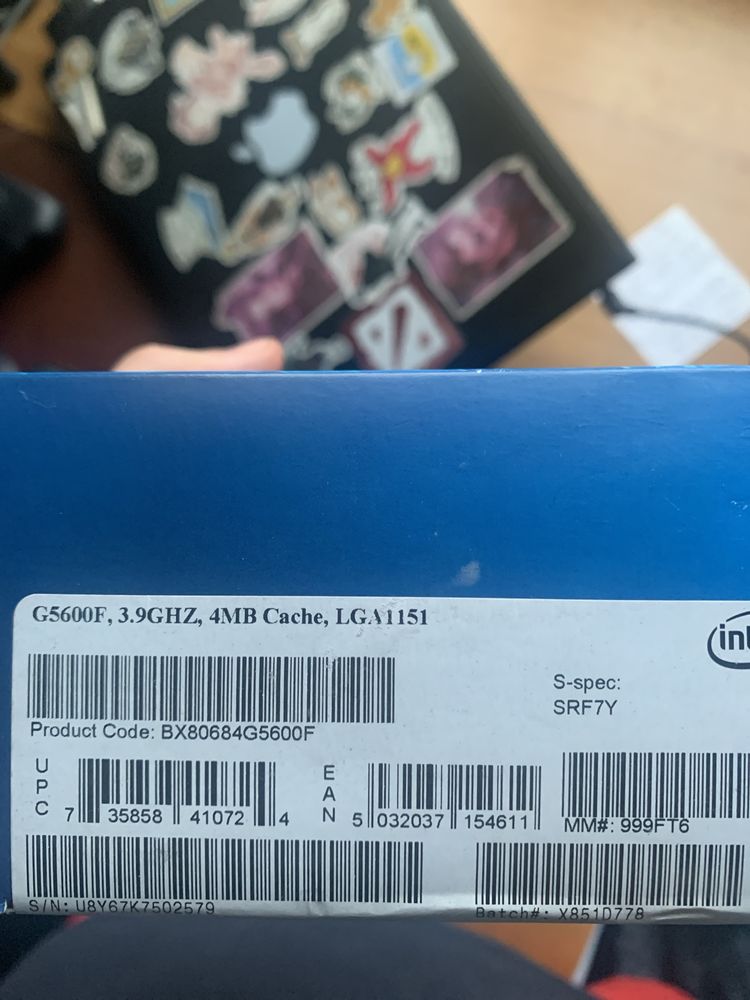 G5600F, 3.9GHZ, 4MB Cache, LGA1151
int
S-spec:
SRF7Y
Product Code: BX80684G5600F
UPC
7 35858 41072 4
EAN
5 032037 154611
MM#: 999FT6
S/N: U8Y67K7502579
Batch#: X851D778